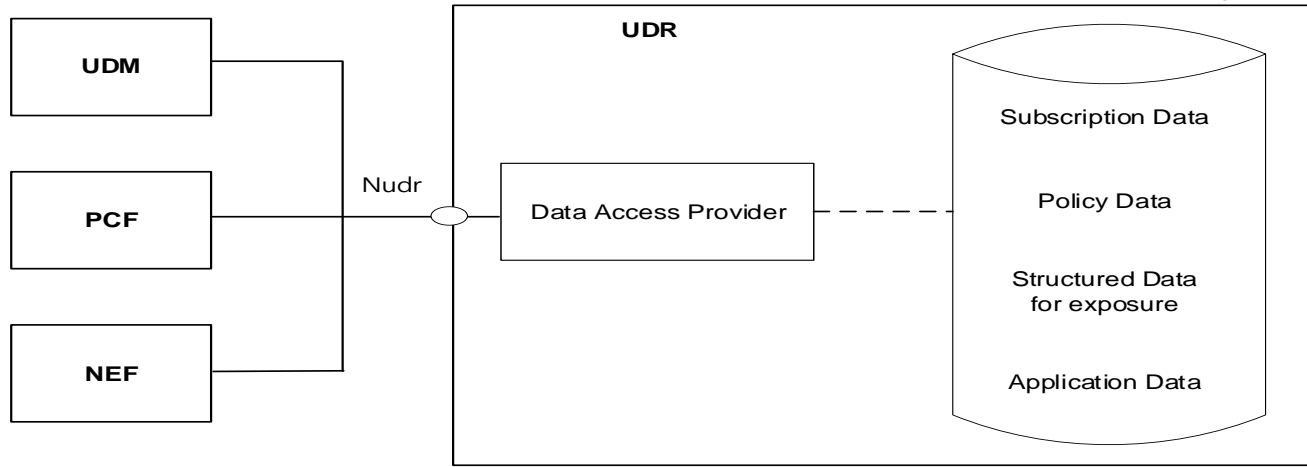 UDR
UDM
Subscription Data
Nudr
Policy Data
PCF
Data Access Provider
Structured Data
for exposure
NEF
Application Data